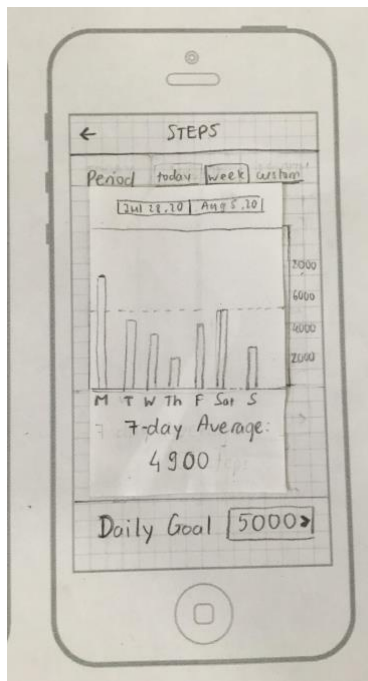 ← STEPS
Period today week custom
Jul 28.20 | Aug 5.20
8000
6000
4000
2000
M T W Th F Sat S
7-day Average:
4900
Daily Goal 5000>